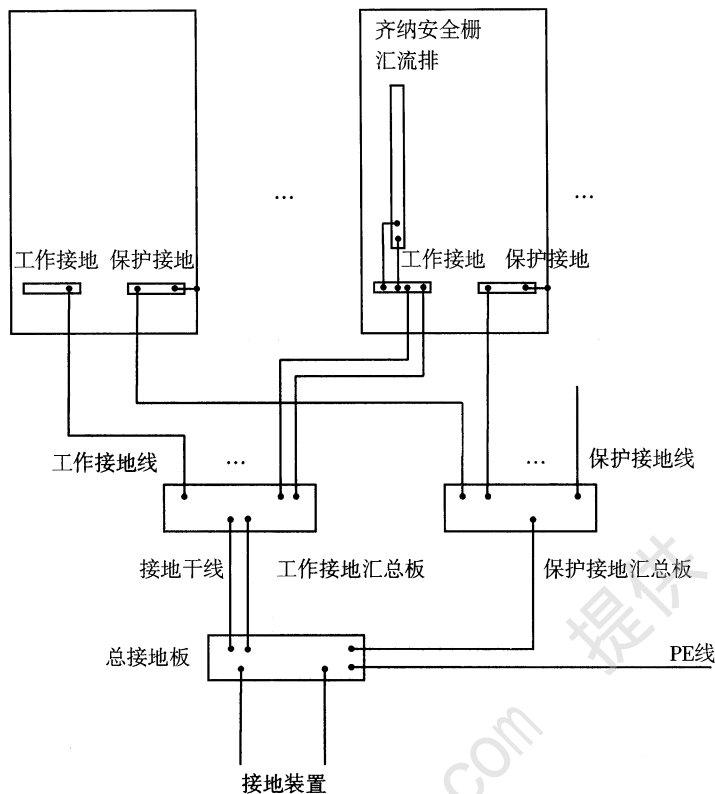 齐纳安全栅
汇流排
…
…
工作接地 保护接地
工作接地 保护接地
工作接地线
…
…
保护接地线
接地干线
工作接地汇总板
保护接地汇总板
总接地板
PE线
接地装置
提供
.com